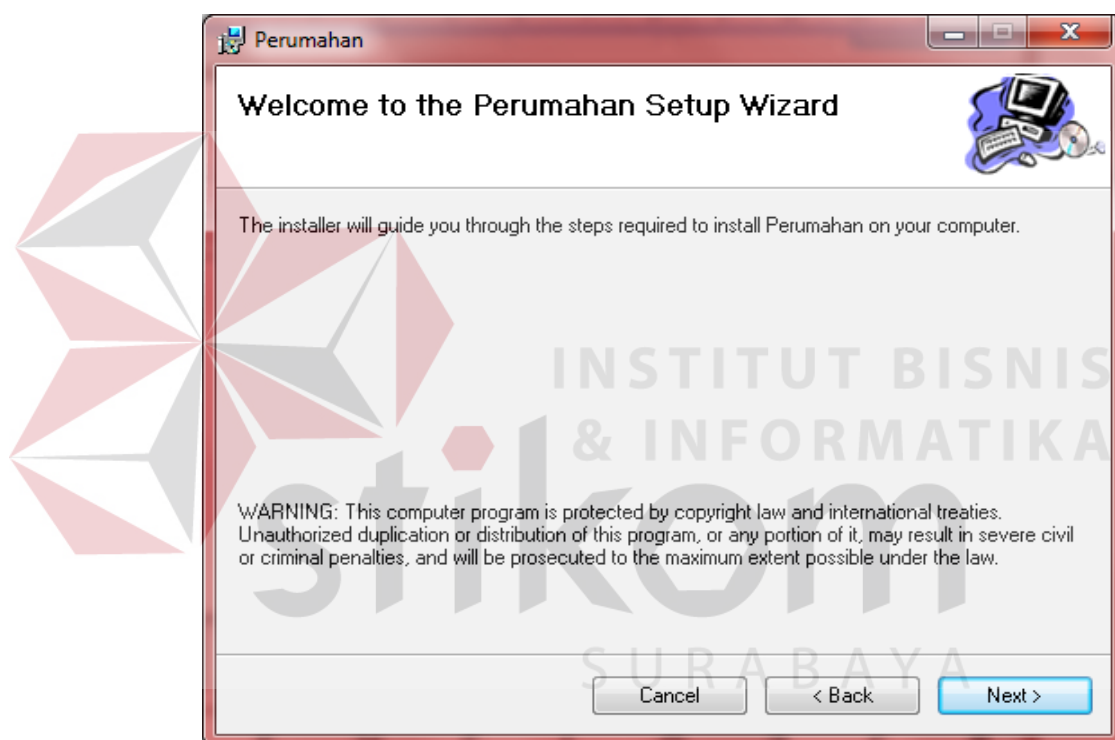 Perumahan
Welcome to the Perumahan Setup Wizard
The installer will guide you through the steps required to install Perumahan on your computer.
INSTITUT BISNIS
& INFORMATIKA
stikom
WARNING: This computer program is protected by copyright law and international treaties.
Unauthorized duplication or distribution of this program, or any portion of it, may result in severe civil
or criminal penalties, and will be prosecuted to the maximum extent possible under the law.
SURABAYA
Cancel
< Back
Next >